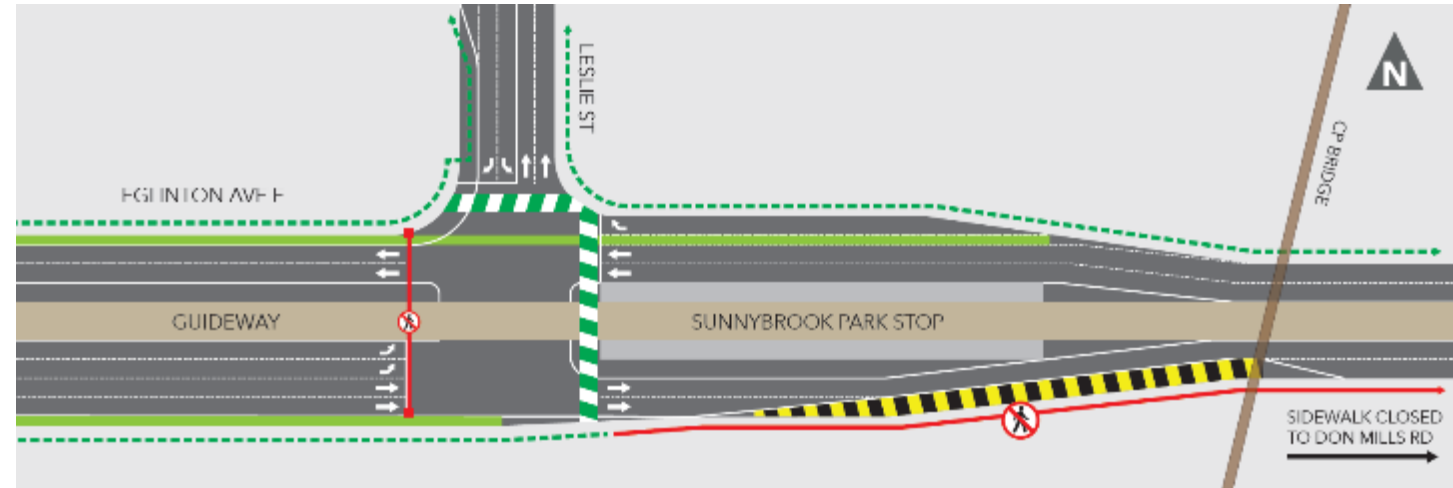 LESLIE ST
N
CP BRIDGE
EGLINTON AVE E
GUIDEWAY
SUNNYBROOK PARK STOP
SIDEWALK CLOSED
TO DON MILLS RD